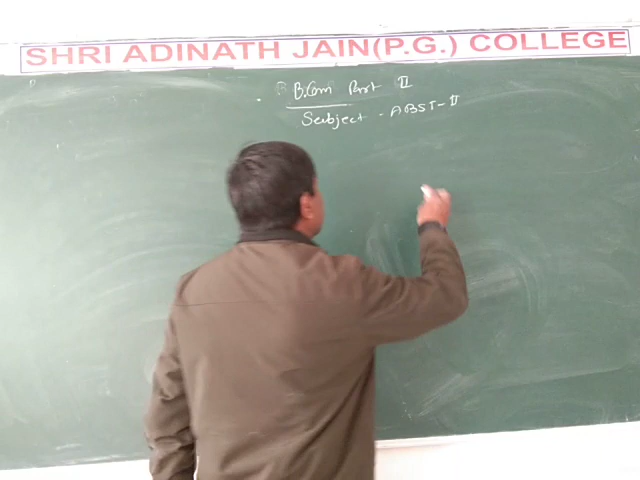 SHRI ADINATH JAIN(P.G.) COLLEGE
B.Com Part II
Subject - ABST-II